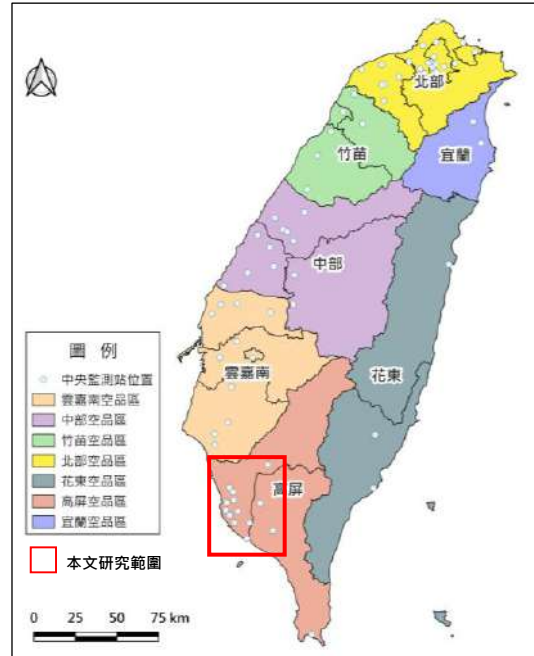 北部
竹苗
宜蘭
中部
花東
雲嘉南
高屏
圖 例
中央監測站位置
雲嘉南空品區
中部空品區
竹苗空品區
北部空品區
花東空品區
高屏空品區
宜蘭空品區
本文研究範圍
0 25 50 75 km